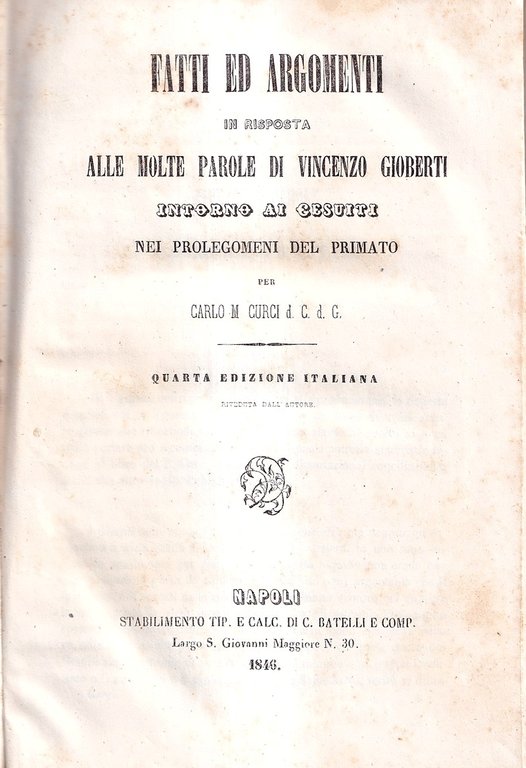 FATTI ED ARGOMENTI
IN RISPOSTA
ALLE MOLTE PAROLE DI VINCENZO GIOBERTI
INTORNO AI GESUITI
NEI PROLEGOMENI DEL PRIMATO
PER
CARLO M CURCI d. C. d. G.
QUARTA EDIZIONE ITALIANA
RIVEDUTA DALL' AUTORE.
NAPOLI
STABILIMENTO TIP. E CALC. DI C. BATELLI E COMP.
Largo S. Giovanni Maggiore N. 30.
1846.